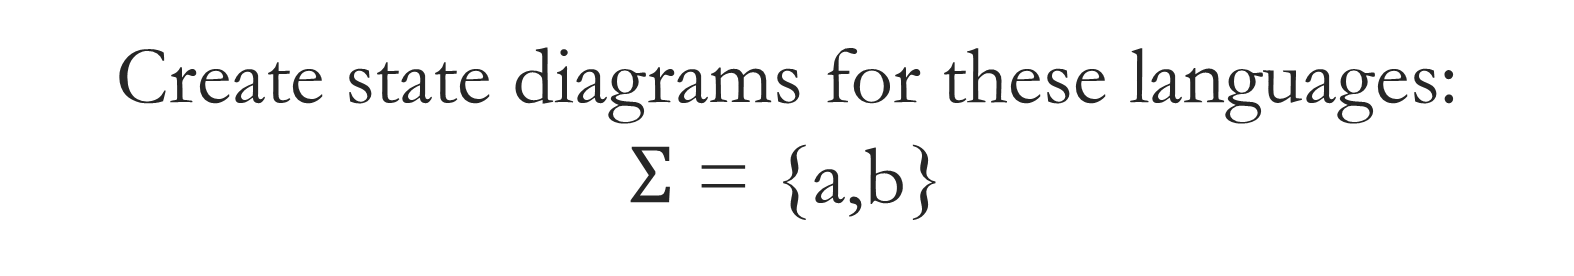 Create state diagrams for these languages:
Σ = {a,b}